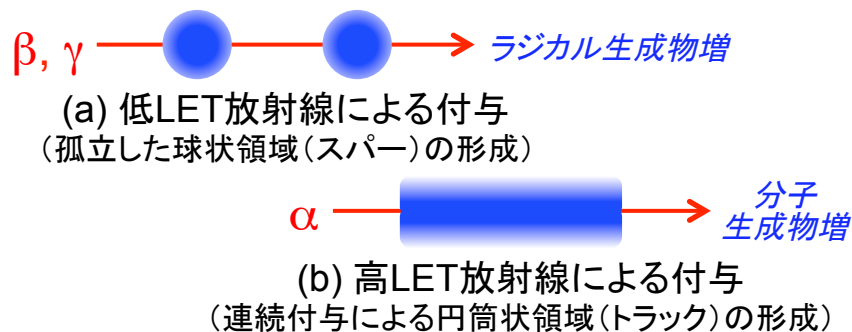 β, γ
ラジカル生成物増
(a) 低LET放射線による付与
（孤立した球状領域（スパー）の形成）
α
分子
生成物増
(b) 高LET放射線による付与
（連続付与による円筒状領域（トラック）の形成）